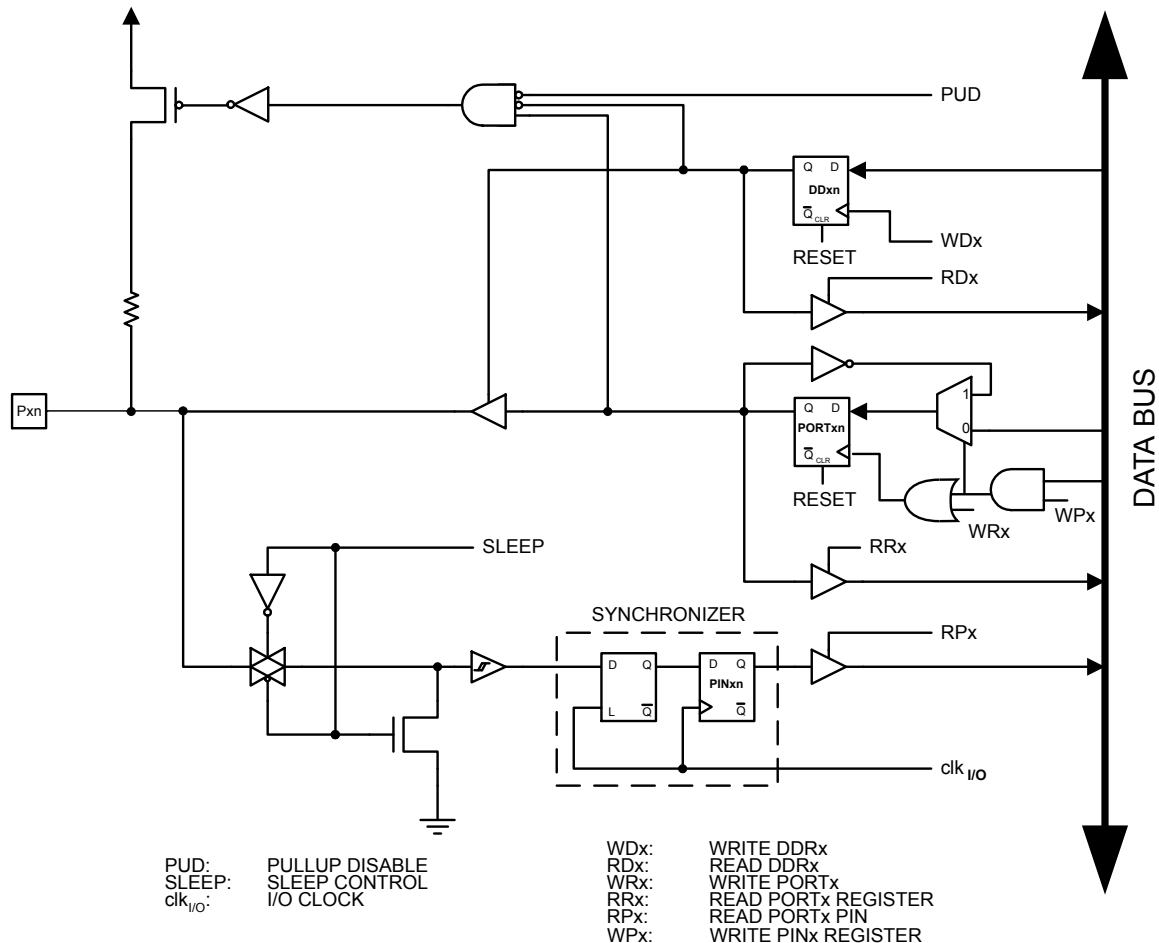 PUD
Q D
DDxn
Q CLR
WDx
RESET
RDx
Pxn
1
Q D
PORTxn
0
Q CLR
RESET
WPx
WRx
SLEEP
RRx
SYNCHRONIZER
RPx
D Q
D Q
PINxn
L Q
Q
clk I/O
DATA BUS
PUD: PULLUP DISABLE
SLEEP: SLEEP CONTROL
clkI/O: I/O CLOCK
WDx: WRITE DDRx
RDx: READ DDRx
WRx: WRITE PORTx
RRx: READ PORTx REGISTER
RPx: READ PORTx PIN
WPx: WRITE PINx REGISTER